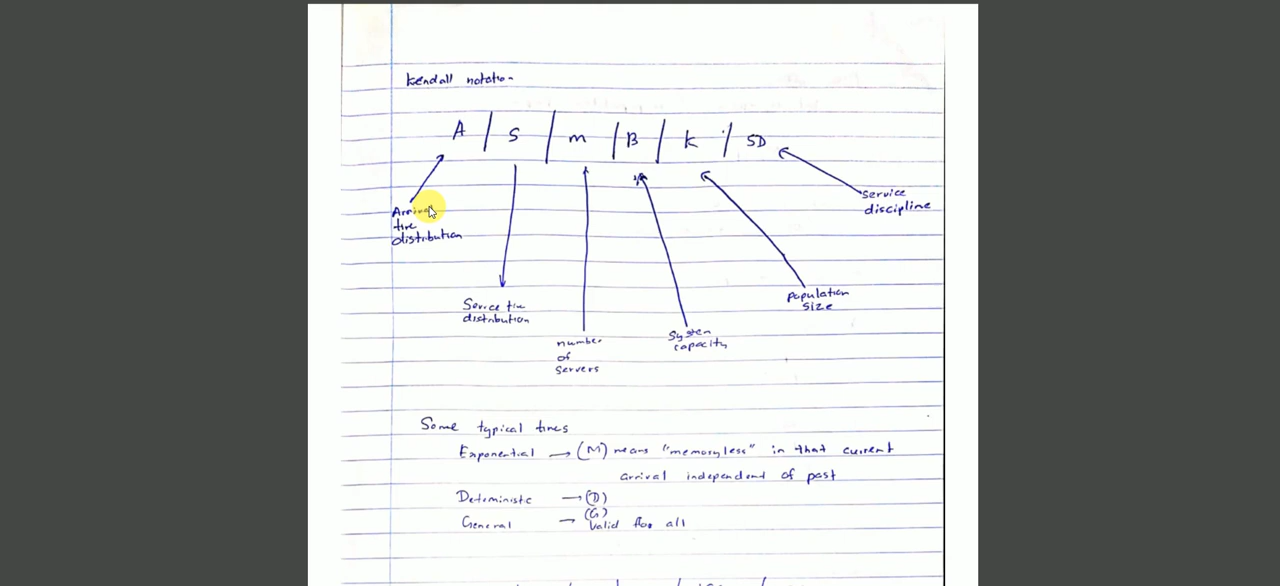 Kendall notation
A / S / m / B / K / SD
Service
discipline
Arrival
time
distribution
Population
size
Service time
distribution
System
capacity
number
of
servers
Some typical times
Exponential → (M) means "memoryless" in that current
arrival independent of past
Deterministic → (D)
General → (G)
Valid for all